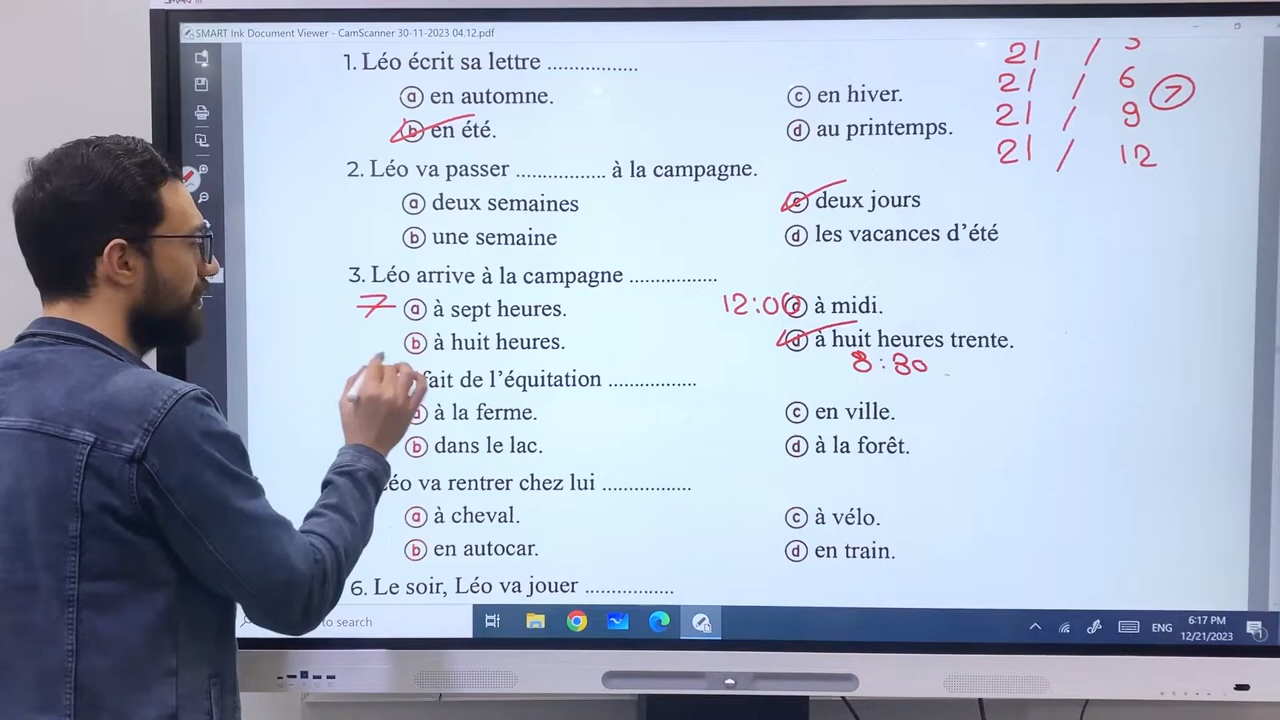 SMART Ink Document Viewer - CamScanner 30-11-2023 04.12.pdf
1. Léo écrit sa lettre .................
a en automne.
b en été.
c en hiver.
d au printemps.
21 /
21 / 6
21 / 9
21 / 12
7
2. Léo va passer ................. à la campagne.
a deux semaines
b une semaine
c deux jours
d les vacances d'été
3. Léo arrive à la campagne .................
7 a à sept heures.
b à huit heures.
12:00 c à midi.
d à huit heures trente.
8:30
fait de l'équitation .................
a à la ferme.
b dans le lac.
c en ville.
d à la forêt.
Léo va rentrer chez lui .................
a à cheval.
b en autocar.
c à vélo.
d en train.
6. Le soir, Léo va jouer .................
to search
ENG
6:17 PM
12/21/2023